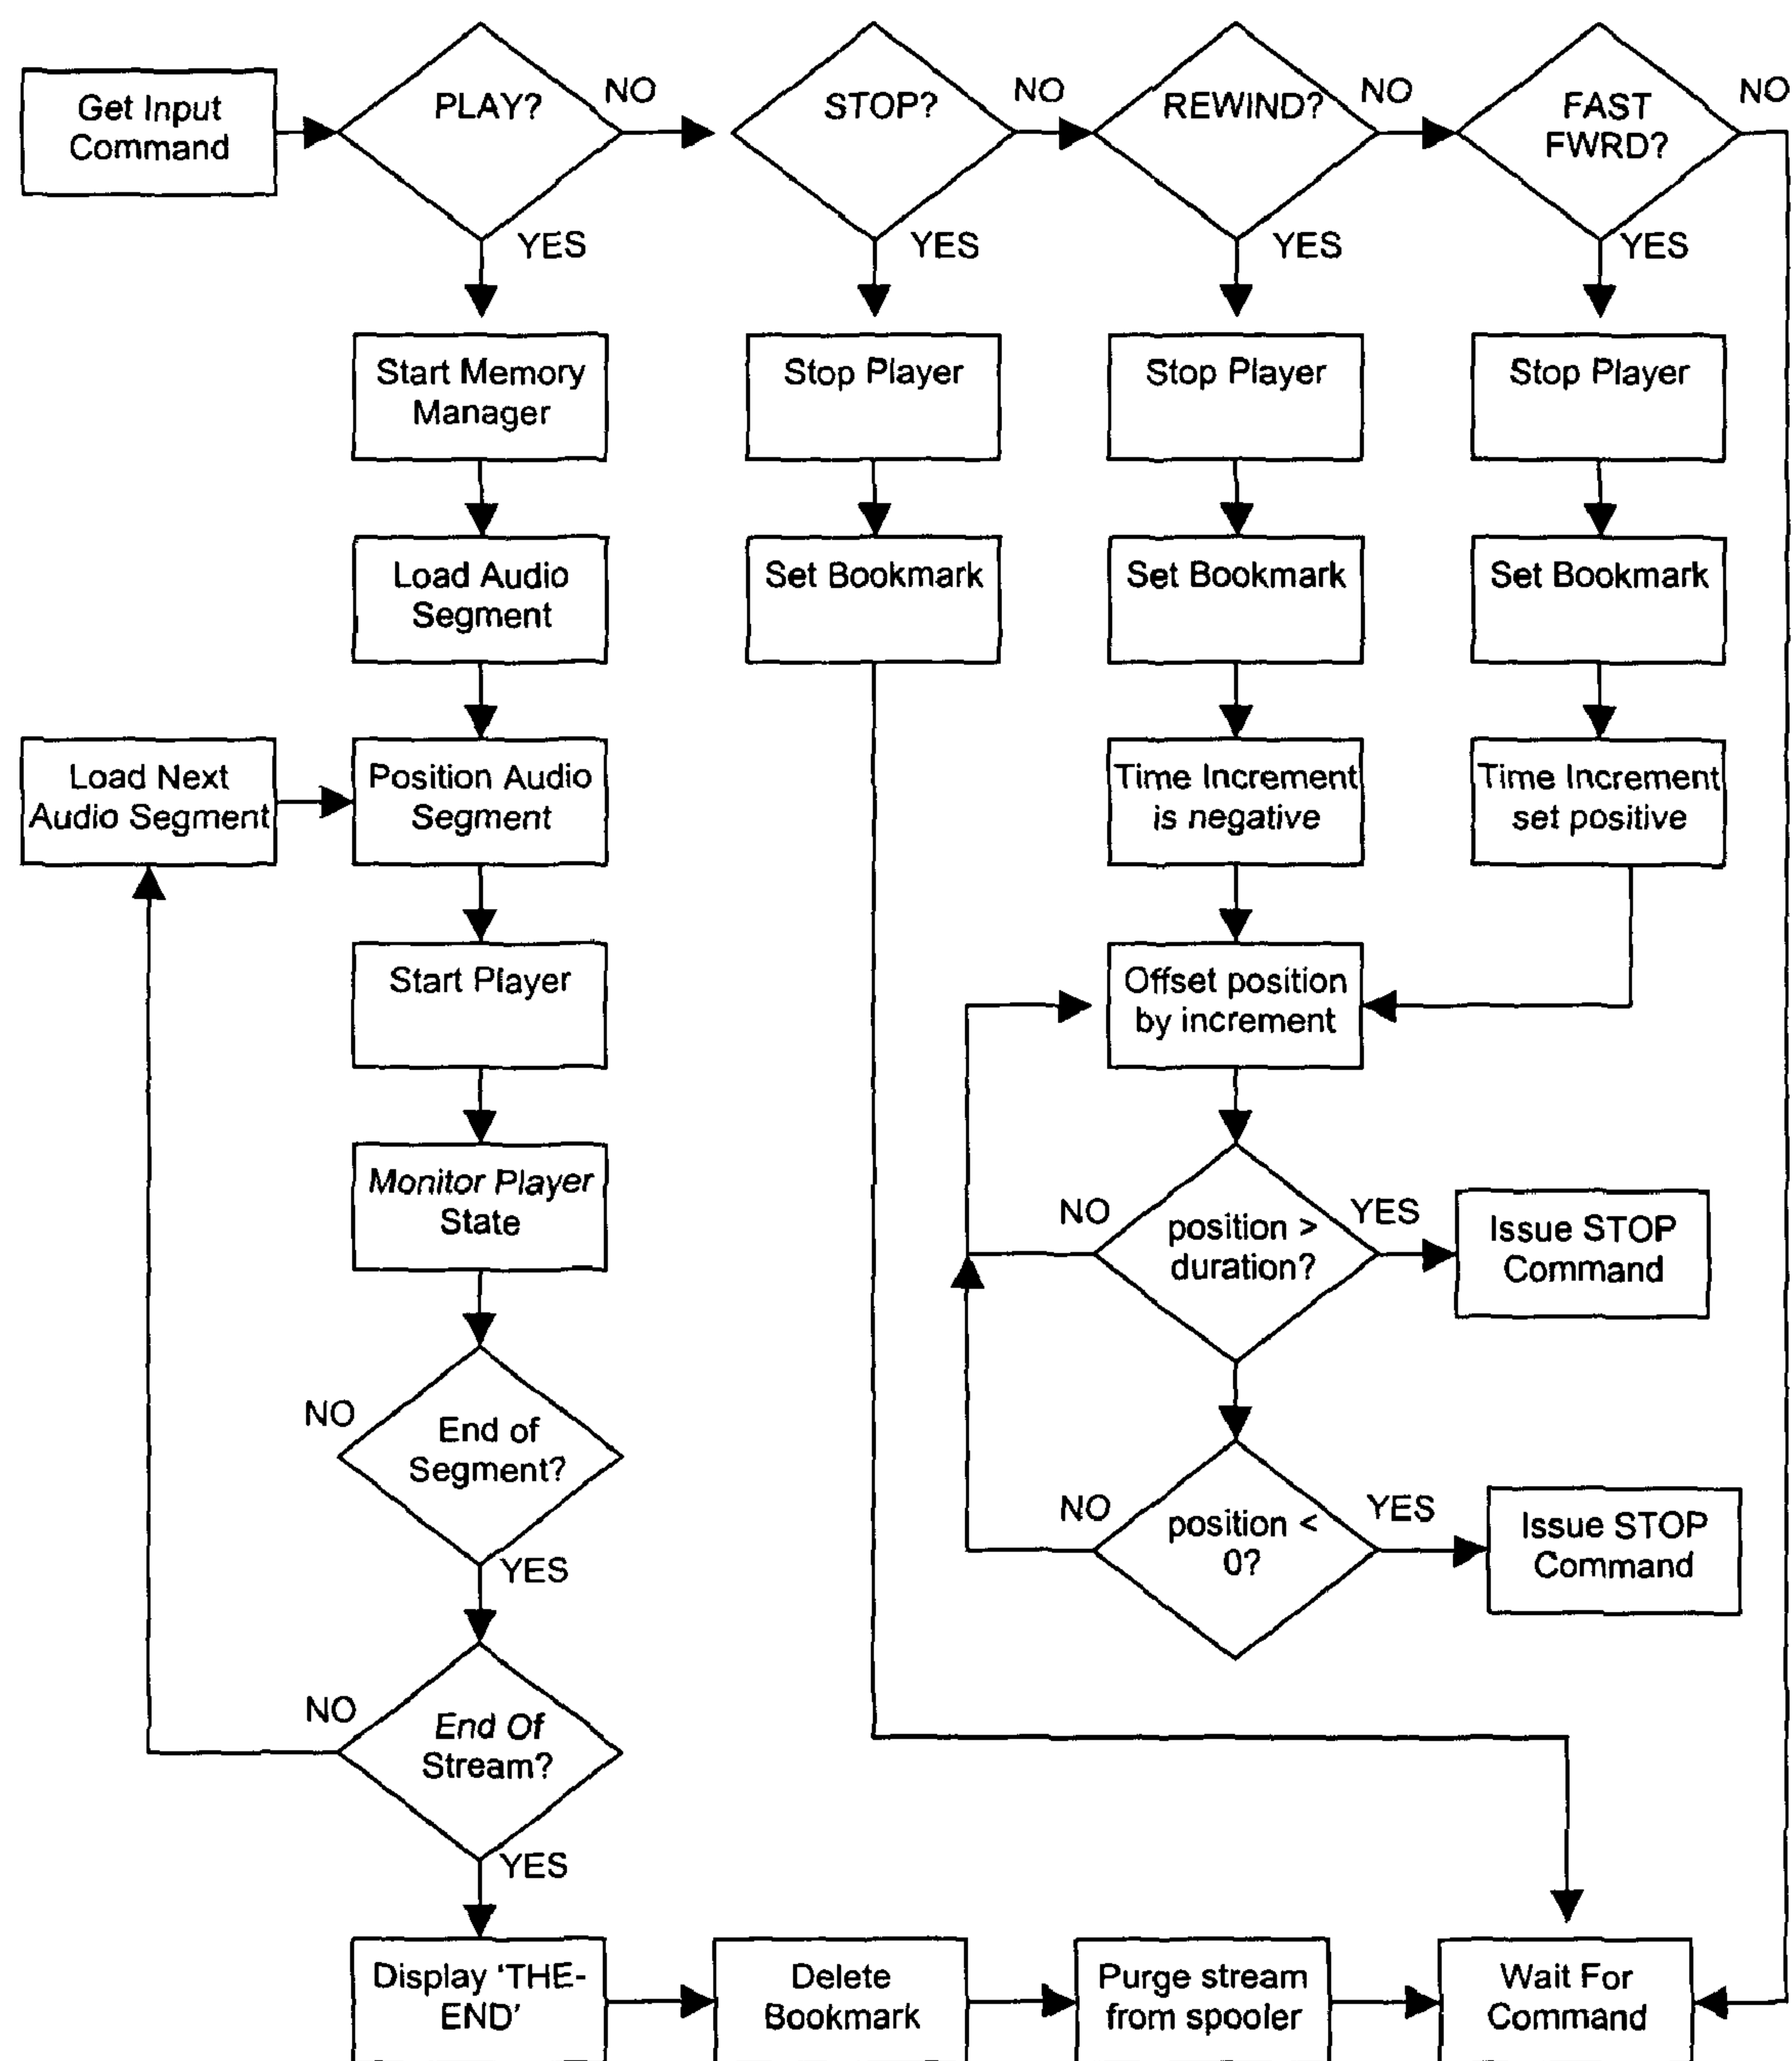 Get Input
Command
PLAY?
NO
STOP?
NO
REWIND?
NO
FAST
FWRD?
NO
YES
YES
YES
YES
Start Memory
Manager
Stop Player
Stop Player
Stop Player
Load Audio
Segment
Set Bookmark
Set Bookmark
Set Bookmark
Load Next
Audio Segment
Position Audio
Segment
Time Increment
is negative
Time Increment
set positive
Start Player
Offset position
by increment
Monitor Player
State
NO
position >
duration?
YES
Issue STOP
Command
NO
End of
Segment?
YES
NO
position <
0?
YES
Issue STOP
Command
NO
End Of
Stream?
YES
Display 'THE-
END'
Delete
Bookmark
Purge stream
from spooler
Wait For
Command